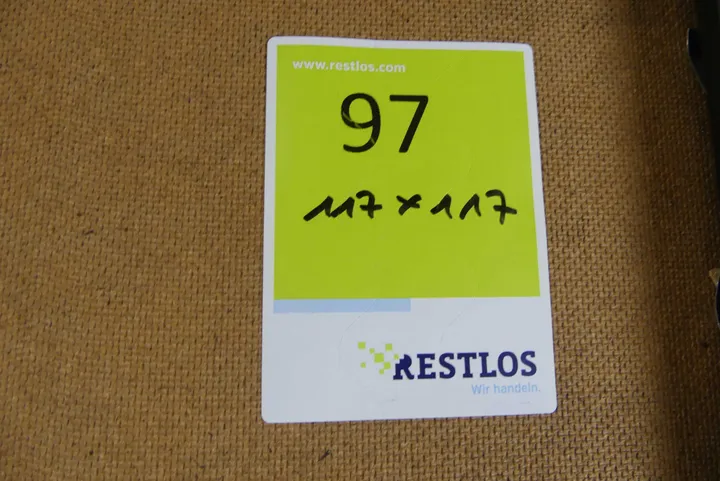 www.restlos.com
97
117 x 117
RESTLOS
Wir handeln.